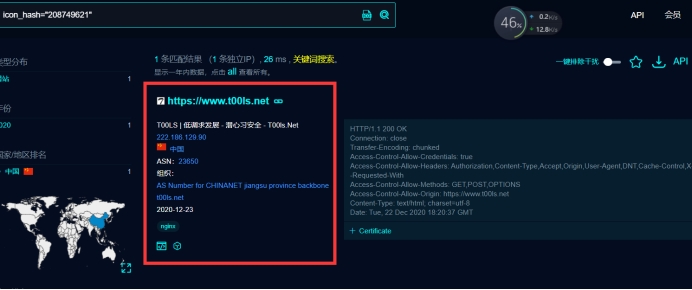 icon_hash="208749621"
46%
0.2K/s
12.6K/s
API
会员
类型分布
网站 1
年份
2020 1
国家/地区排名
中国 1
1 条匹配结果 （1 条独立IP）, 26 ms , 关键词搜索。
显示一年内数据，点击 all 查看所有。
一键排除干扰
API
https://www.t00ls.net
T00LS | 低调求发展 - 潜心习安全 - T00ls.Net
222.186.129.90
中国
ASN: 23650
组织:
AS Number for CHINANET jiangsu province backbone
t00ls.net
2020-12-23
nginx
HTTP/1.1 200 OK
Connection: close
Transfer-Encoding: chunked
Access-Control-Allow-Credentials: true
Access-Control-Allow-Headers: Authorization,Content-Type,Accept,Origin,User-Agent,DNT,Cache-Control,X
-Requested-With
Access-Control-Allow-Methods: GET,POST,OPTIONS
Access-Control-Allow-Origin: https://www.t00ls.net
Content-Type: text/html; charset=utf-8
Date: Tue, 22 Dec 2020 18:20:37 GMT
+ Certificate